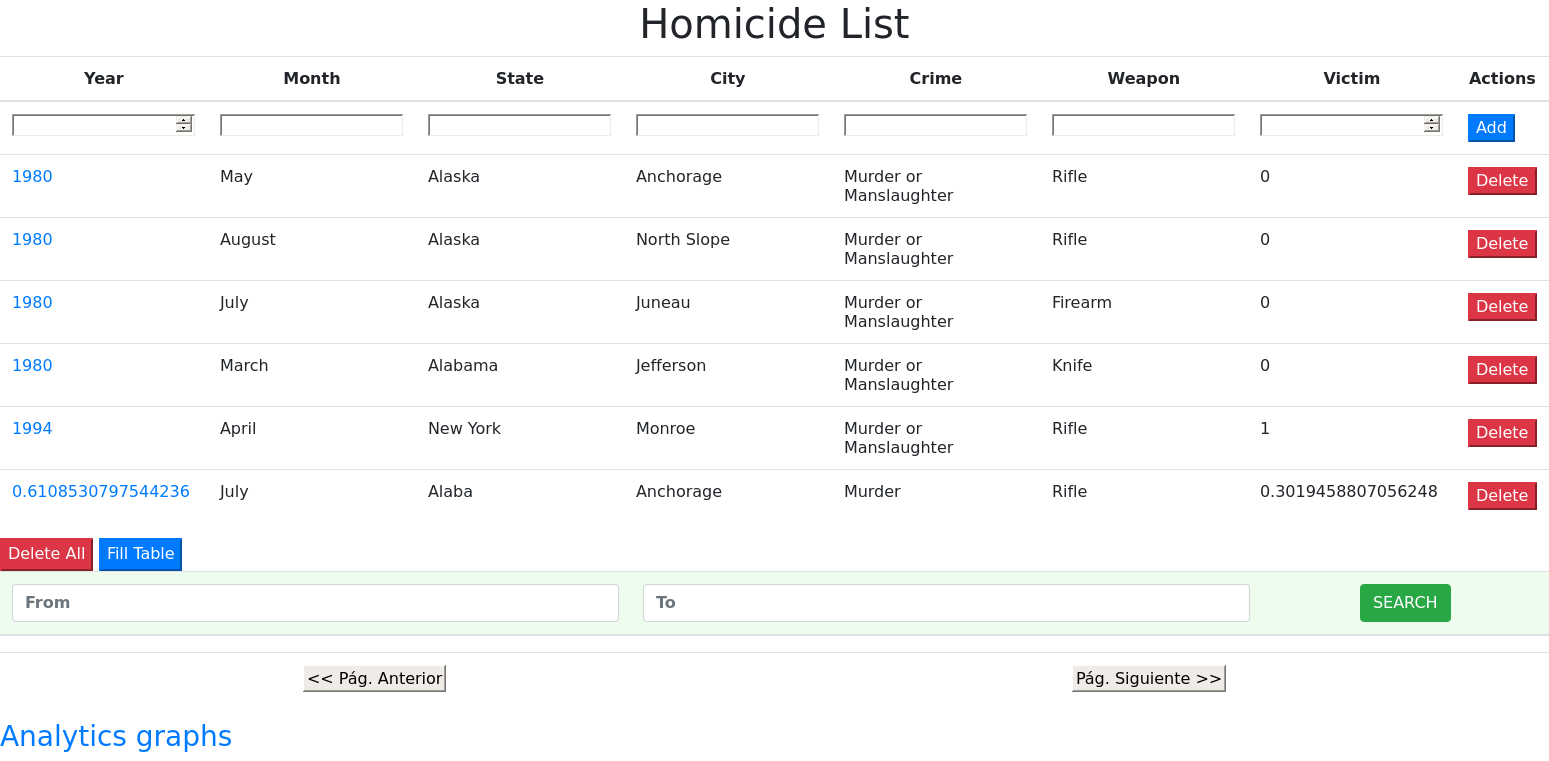 Homicide List
Year Month State City Crime Weapon Victim Actions
Add
1980 May Alaska Anchorage Murder or Manslaughter Rifle 0 Delete
1980 August Alaska North Slope Murder or Manslaughter Rifle 0 Delete
1980 July Alaska Juneau Murder or Manslaughter Firearm 0 Delete
1980 March Alabama Jefferson Murder or Manslaughter Knife 0 Delete
1994 April New York Monroe Murder or Manslaughter Rifle 1 Delete
0.6108530797544236 July Alaba Anchorage Murder Rifle 0.3019458807056248 Delete
Delete All Fill Table
From To SEARCH
<< Pág. Anterior Pág. Siguiente >>
Analytics graphs